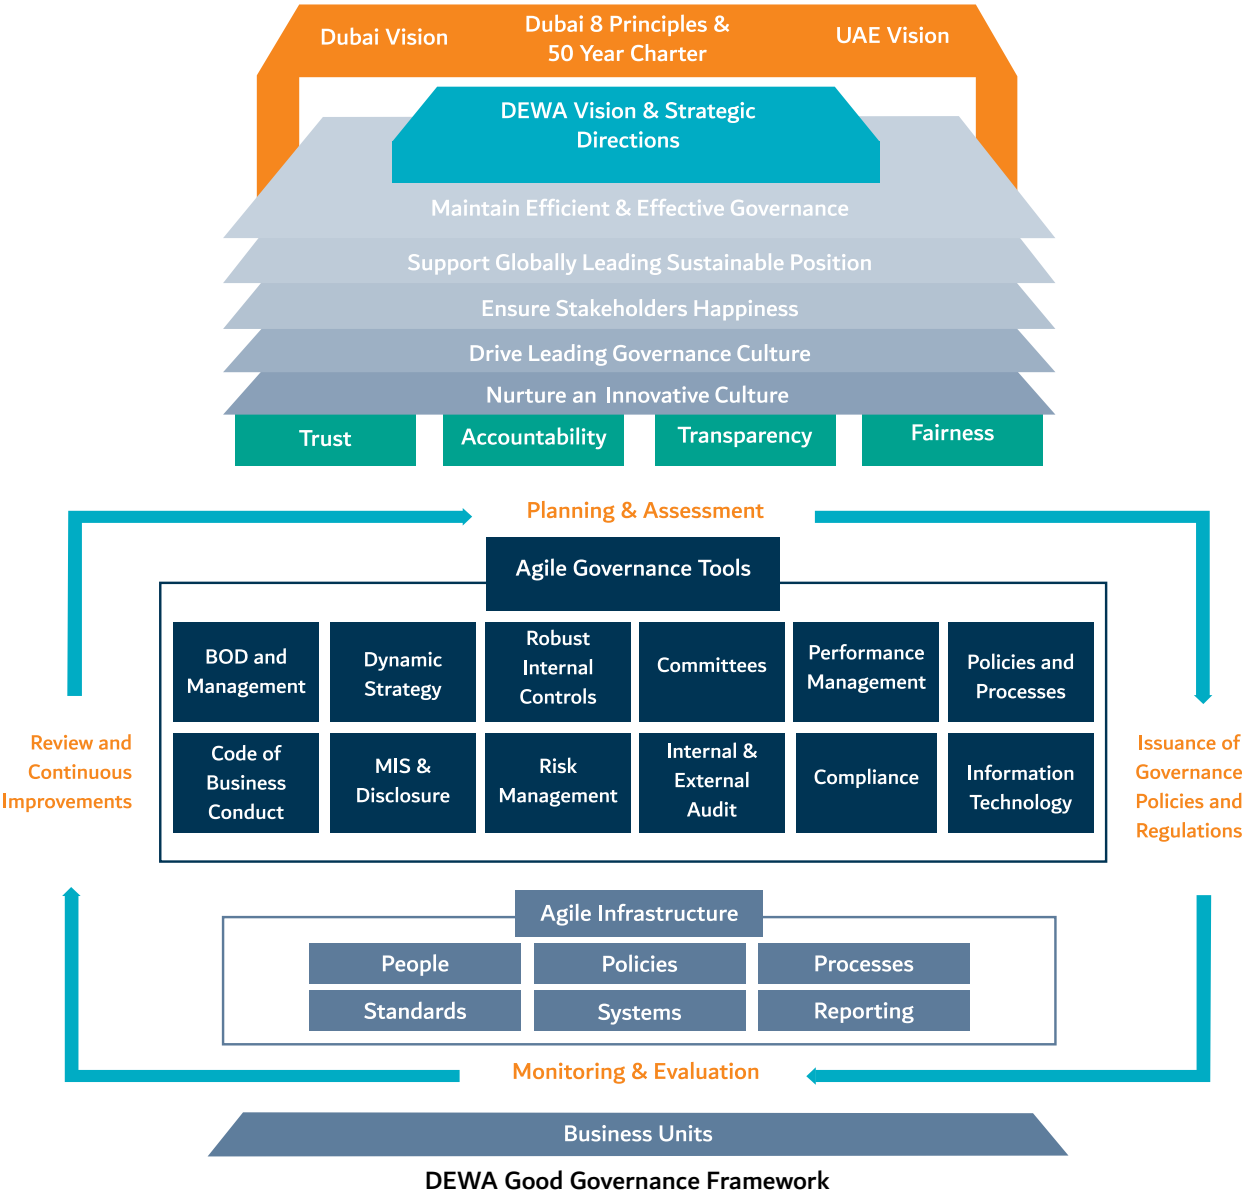 Dubai Vision
Dubai 8 Principles &
50 Year Charter
UAE Vision
DEWA Vision & Strategic
Directions
Maintain Efficient & Effective Governance
Support Globally Leading Sustainable Position
Ensure Stakeholders Happiness
Drive Leading Governance Culture
Nurture an Innovative Culture
Trust
Accountability
Transparency
Fairness
Planning & Assessment
Agile Governance Tools
BOD and
Management
Dynamic
Strategy
Robust
Internal
Controls
Committees
Performance
Management
Policies and
Processes
Code of
Business
Conduct
MIS &
Disclosure
Risk
Management
Internal &
External
Audit
Compliance
Information
Technology
Review and
Continuous
Improvements
Issuance of
Governance
Policies and
Regulations
Agile Infrastructure
People
Policies
Processes
Standards
Systems
Reporting
Monitoring & Evaluation
Business Units
DEWA Good Governance Framework